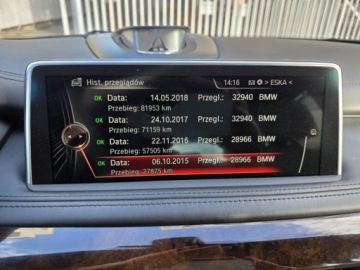 Hist. przeglądów 14:16 > ESKA <
OK Data: 14.05.2018 Przegl.: 32940 BMW
Przebieg: 81953 km
OK Data: 24.10.2017 Przegl.: 32940 BMW
Przebieg: 71159 km
OK Data: 22.11.2016 Przegl.: 28966 BMW
Przebieg: 57505 km
OK Data: 06.10.2015 Przegl.: 28966 BMW
Przebieg: 27875 km